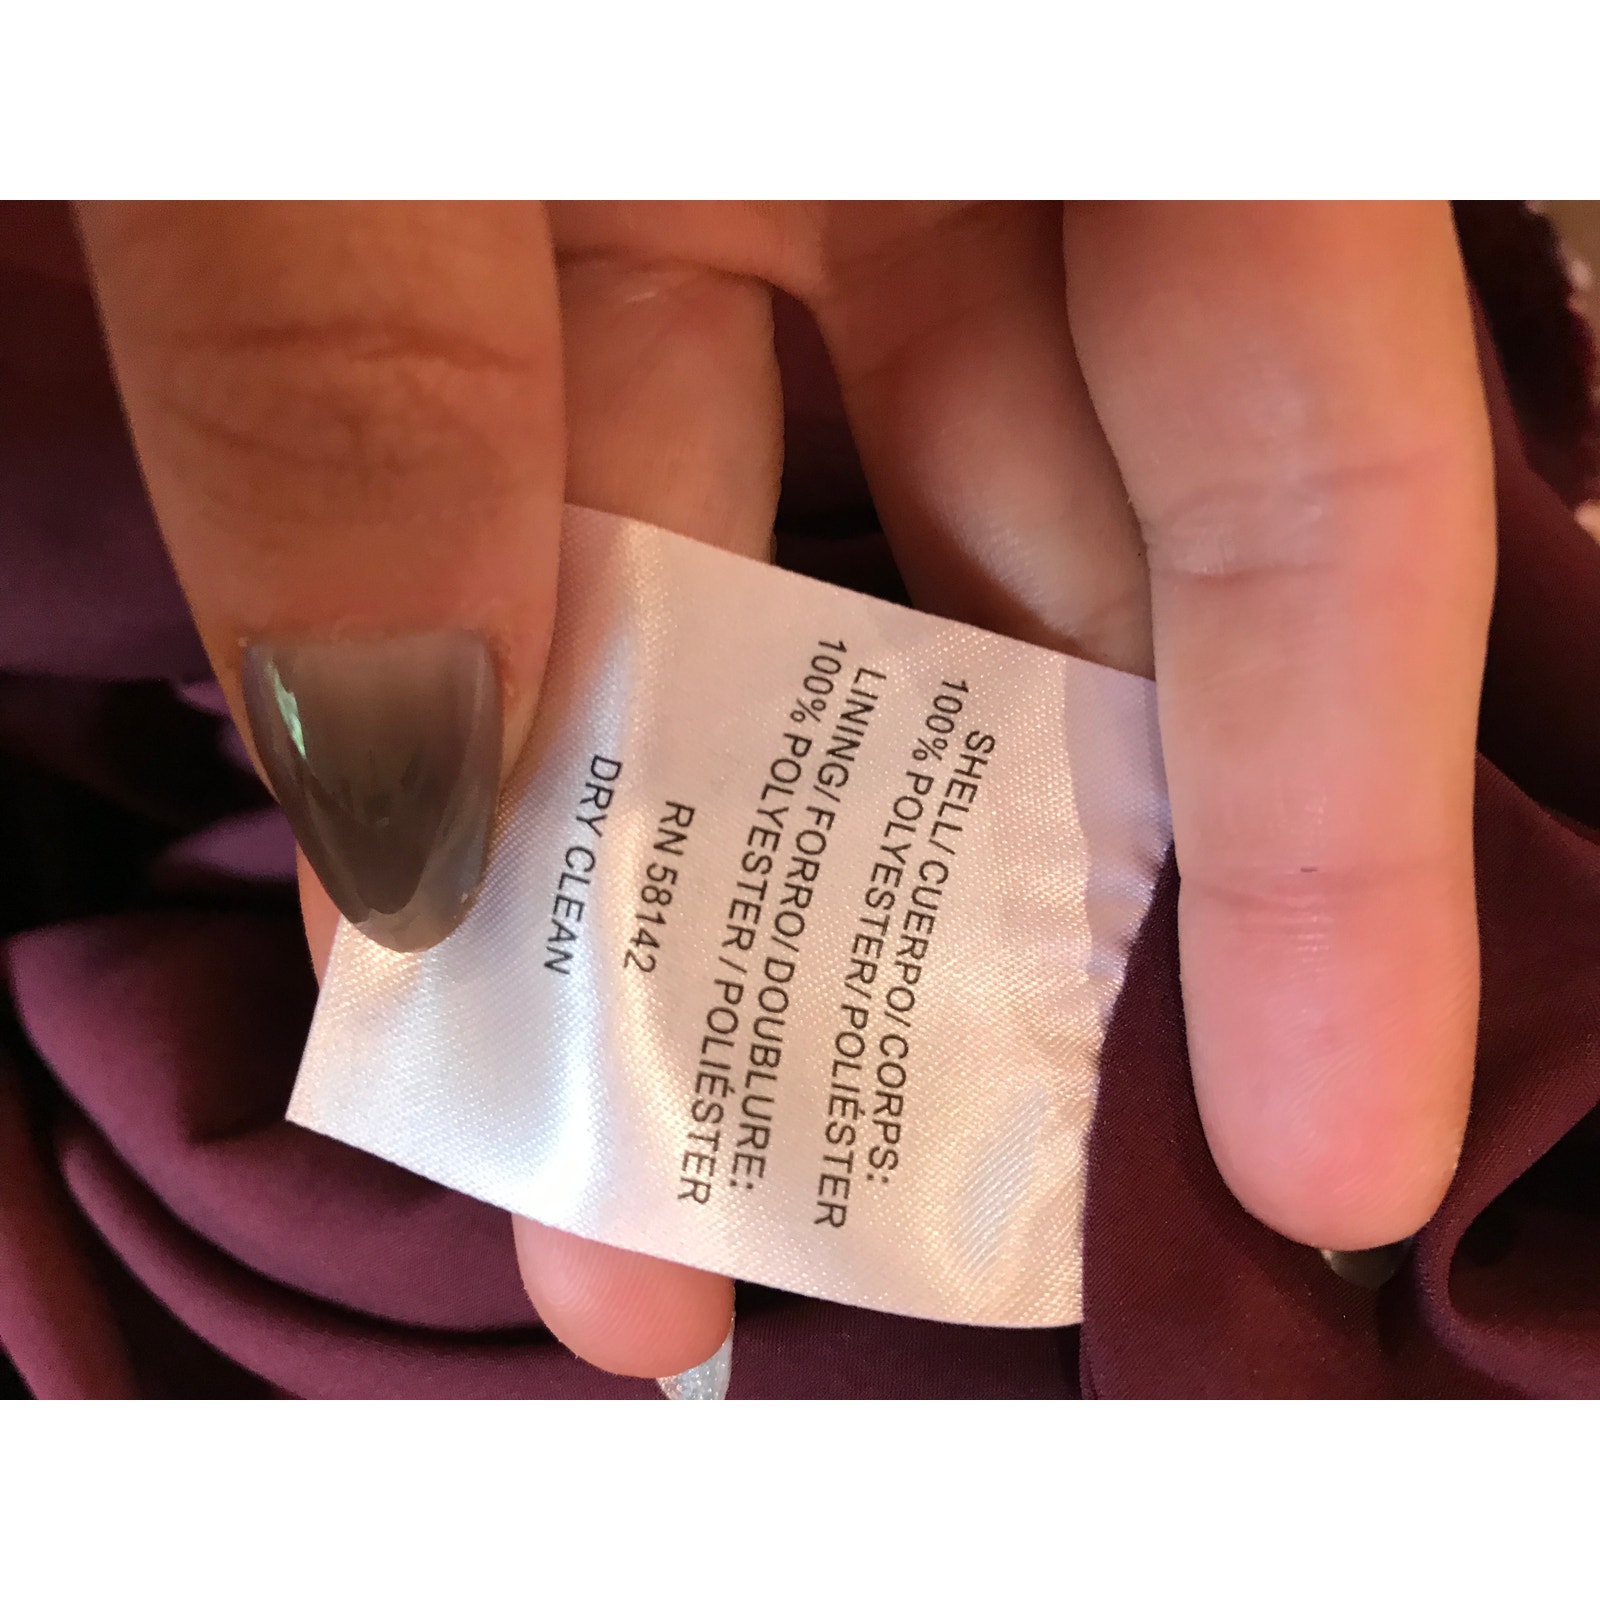 SHELL/CUERPO/CORPS:
100% POLYESTER/POLIÉSTER
LINING/FORRO/DOUBLURE:
100% POLYESTER/POLIÉSTER
RN 58142
DRY CLEAN